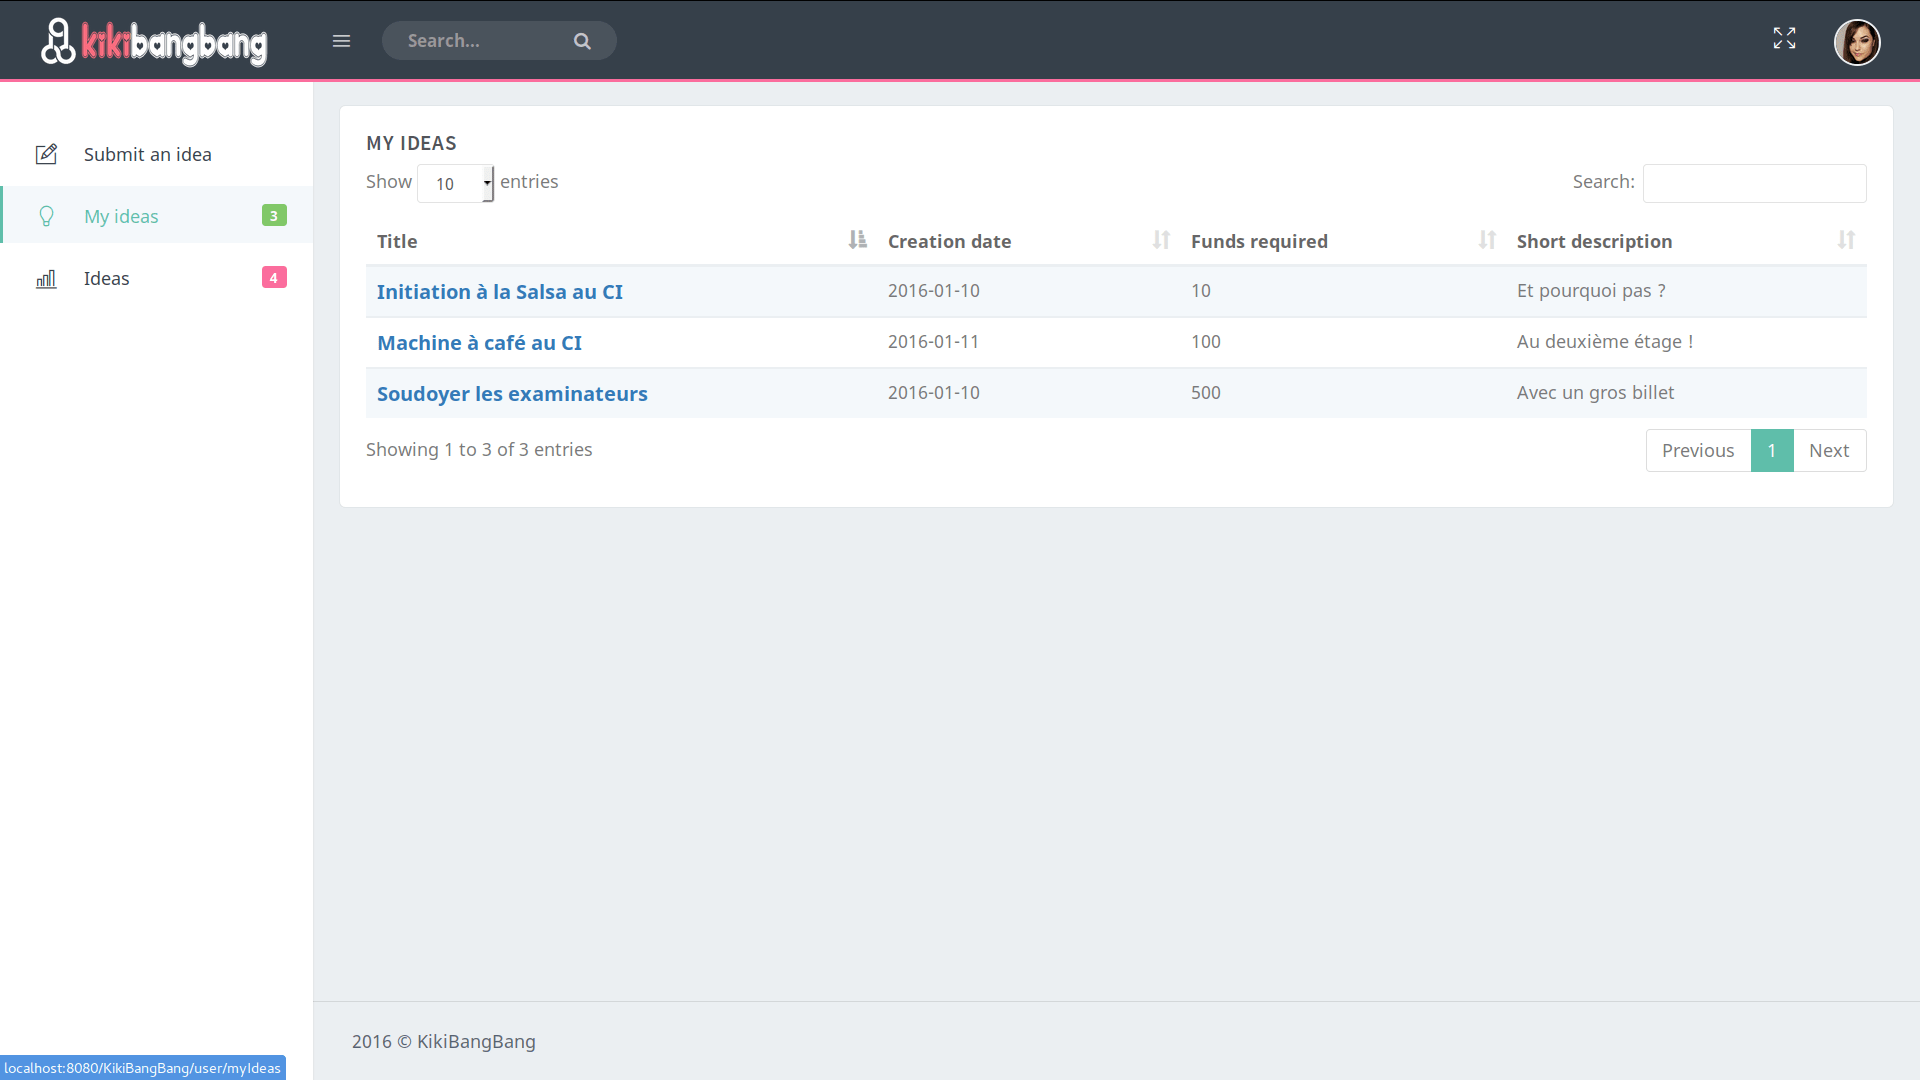 kikibangbang
Search...
Submit an idea
My ideas 3
Ideas 4
MY IDEAS
Show 10 entries
Search:
Title Creation date Funds required Short description
Initiation à la Salsa au CI 2016-01-10 10 Et pourquoi pas ?
Machine à café au CI 2016-01-11 100 Au deuxième étage !
Soudoyer les examinateurs 2016-01-10 500 Avec un gros billet
Showing 1 to 3 of 3 entries
Previous 1 Next
2016 © KikiBangBang
localhost:8080/KikiBangBang/user/myIdeas